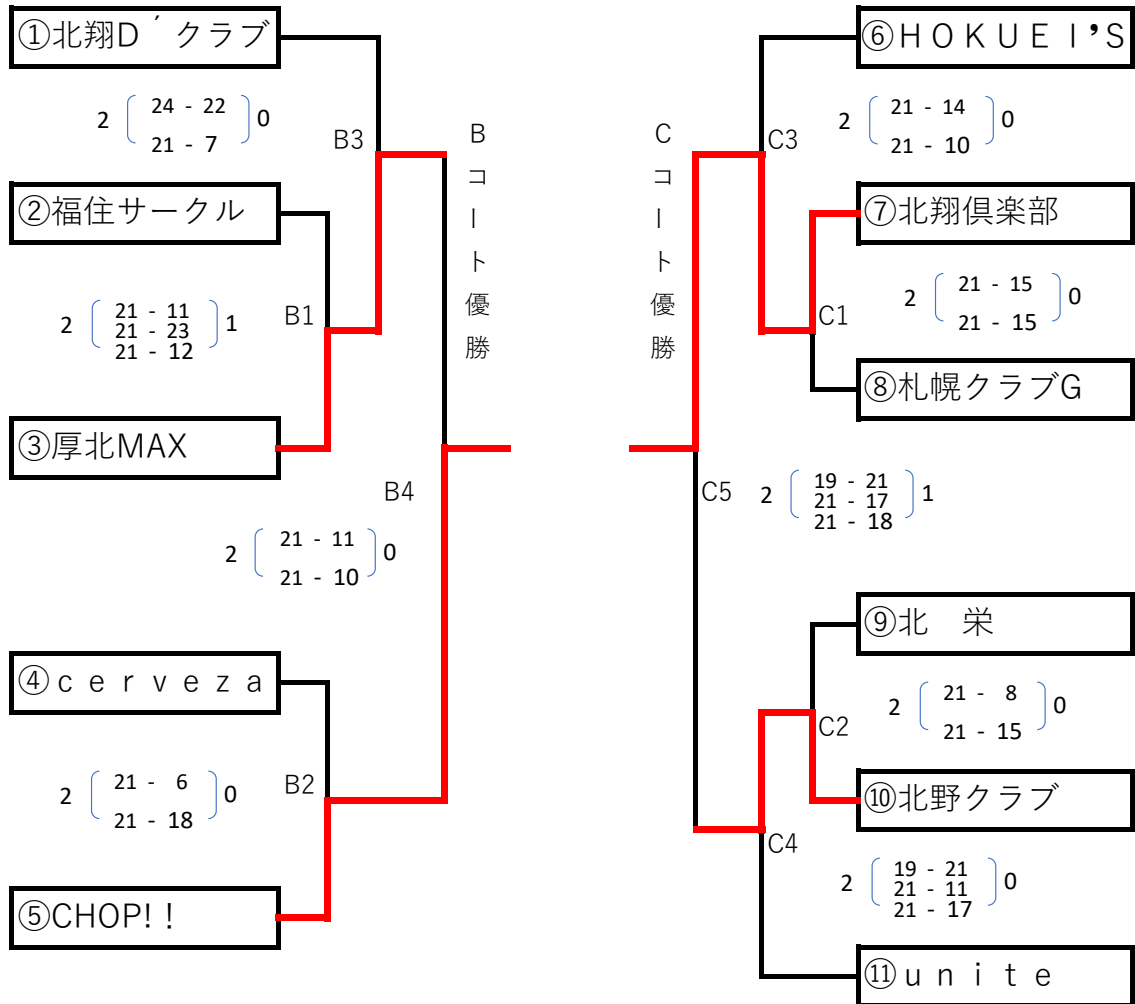 ①北翔D´クラブ
2 24 - 22 0
21 - 7
B3
②福住サークル
2 21 - 11 1
21 - 23
21 - 12
B1
③厚北MAX
B4
2 21 - 11 0
21 - 10
④ｃｅｒｖｅｚａ
2 21 - 6 0
21 - 18
B2
⑤CHOP!！
Bコート優勝
Cコート優勝
⑥ＨＯＫＵＥＩ’Ｓ
C3
2 21 - 14 0
21 - 10
⑦北翔倶楽部
C1
2 21 - 15 0
21 - 15
⑧札幌クラブG
C5
2 19 - 21 1
21 - 17
21 - 18
⑨北　栄
2 21 - 8 0
21 - 15
C2
⑩北野クラブ
C4
2 19 - 21 0
21 - 11
21 - 17
⑪ｕｎｉｔｅ